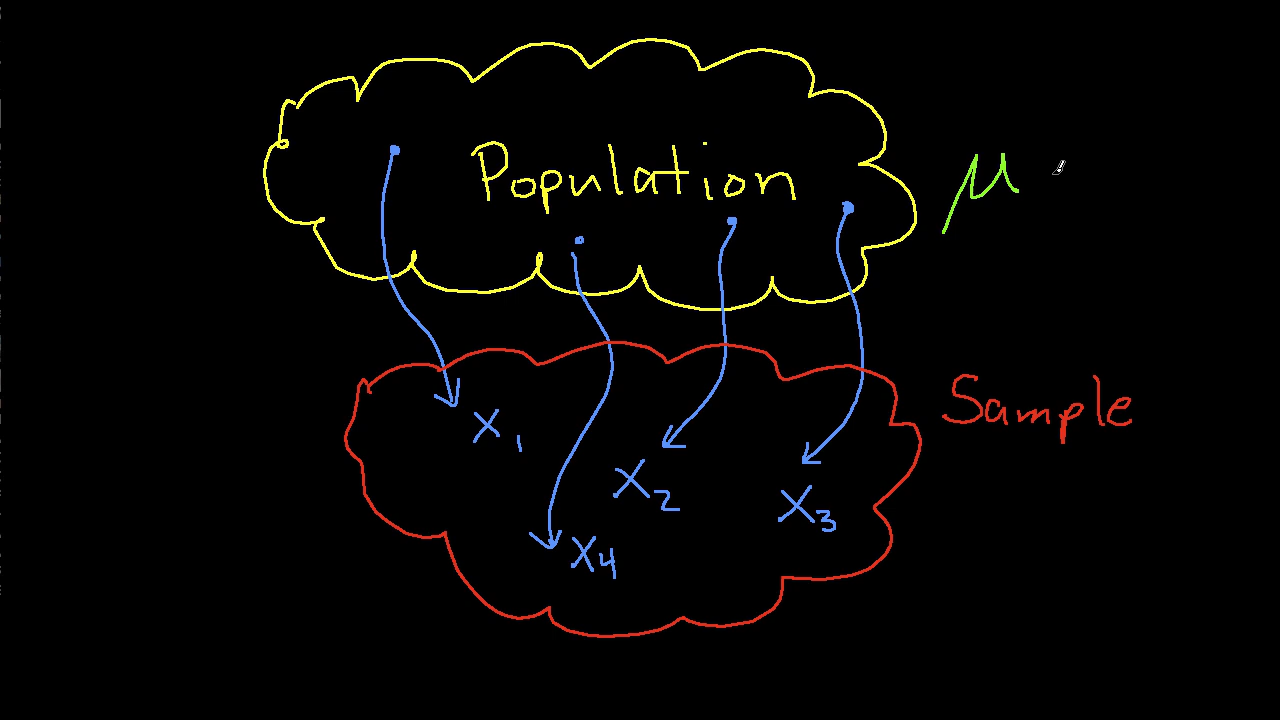 Population
μ
Sample
X1
X2
X3
X4